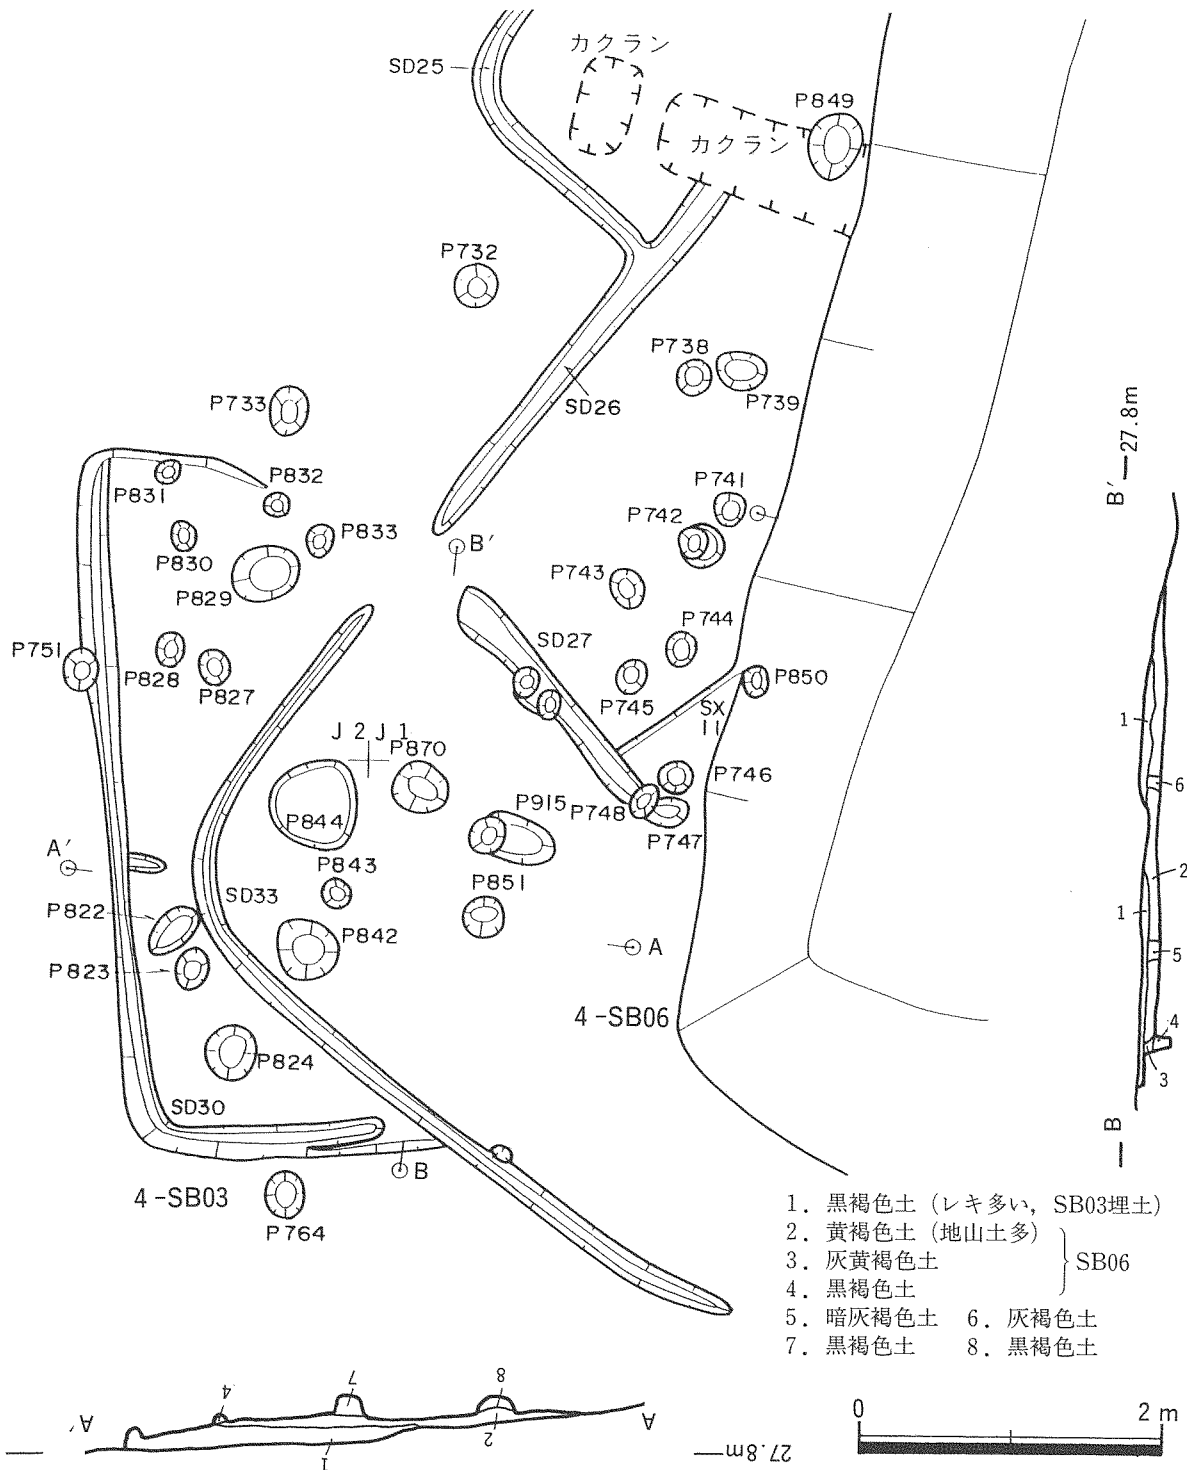 カクラン
SD25
P849
カクラン
P732
P738
SD26
P739
P733
B′ —27.8m
P741
P831
P832
P742
P833
B′
P830
P743
P829
P744
SD27
P751
P828
P827
P745
P850
SX
11
J2 J1
P870
P746
1
6
P844
P915
P748
P747
A′
P843
P851
2
SD33
P822
P842
1
A
5
P823
4-SB06
4
P824
3
SD30
B
B
4-SB03
P764
1. 黒褐色土(レキ多い, SB03埋土)
2. 黄褐色土(地山土多)
3. 灰黄褐色土
SB06
4. 黒褐色土
5. 暗灰褐色土 6. 灰褐色土
7. 黒褐色土 8. 黒褐色土
4
7
8
A′
A
2
1
27.8m
0
2m